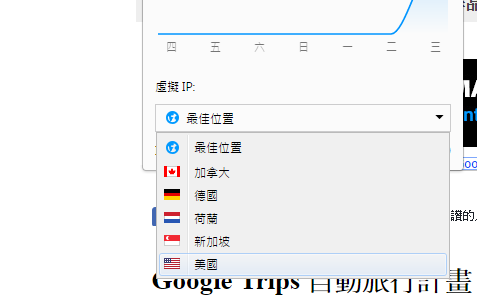 四 五 六 日 一 二 三
虛擬 IP:
最佳位置
最佳位置
加拿大
德國
荷蘭
新加坡
美國
讚的
Google Trips 自動旅行計畫